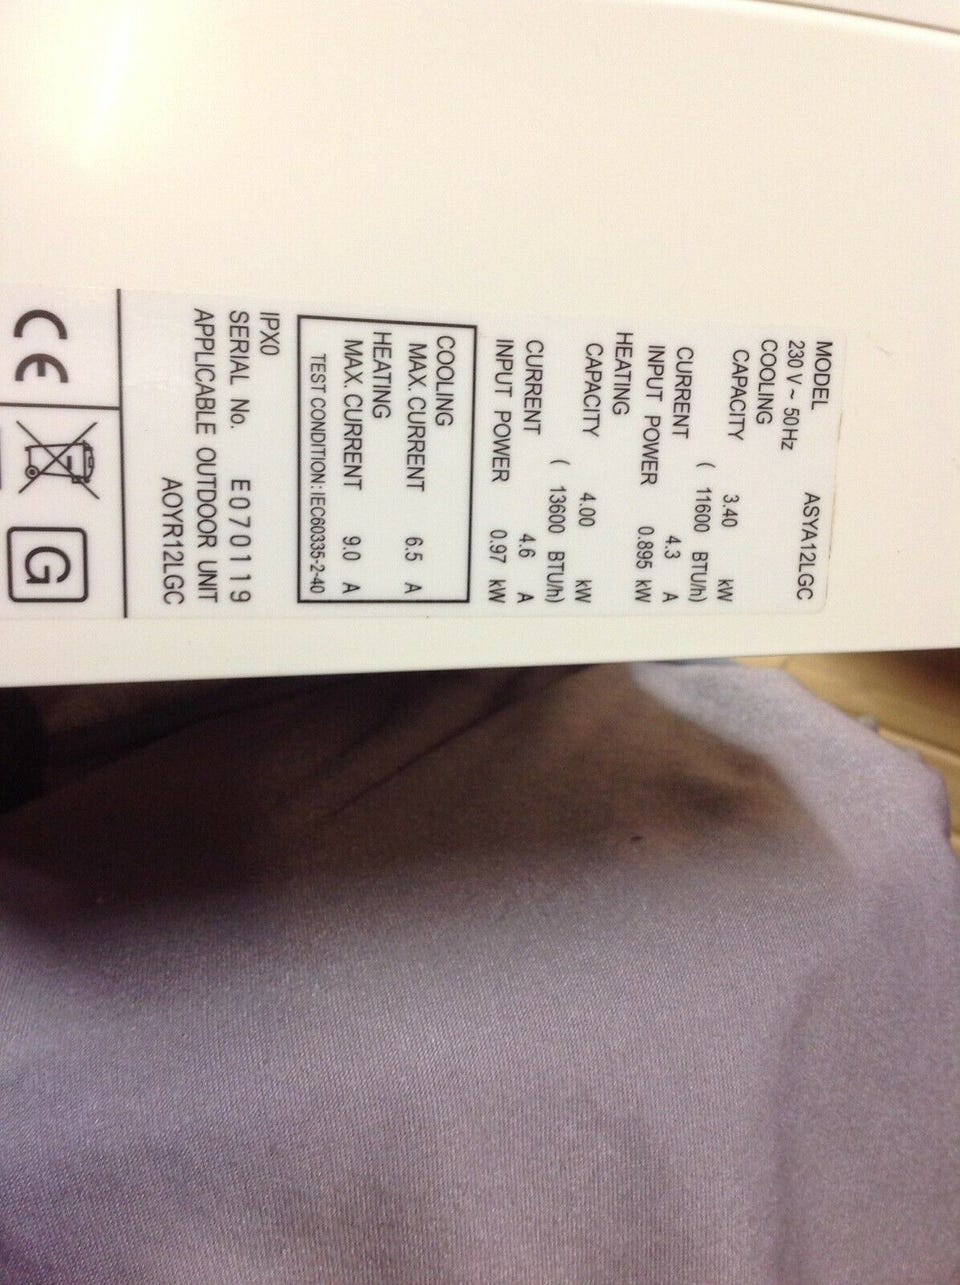 MODEL ASYA12LGC
230 V ~ 50Hz
COOLING
CAPACITY 3.40 kW
( 11600 BTU/h)
CURRENT 4.3 A
INPUT POWER 0.895 kW
HEATING
CAPACITY 4.00 kW
( 13600 BTU/h)
CURRENT 4.6 A
INPUT POWER 0.97 kW
COOLING
MAX. CURRENT 6.5 A
HEATING
MAX. CURRENT 9.0 A
TEST CONDITION: IEC60335-2-40
IPX0
SERIAL No. E070119
APPLICABLE OUTDOOR UNIT
AOYR12LGC
CE G